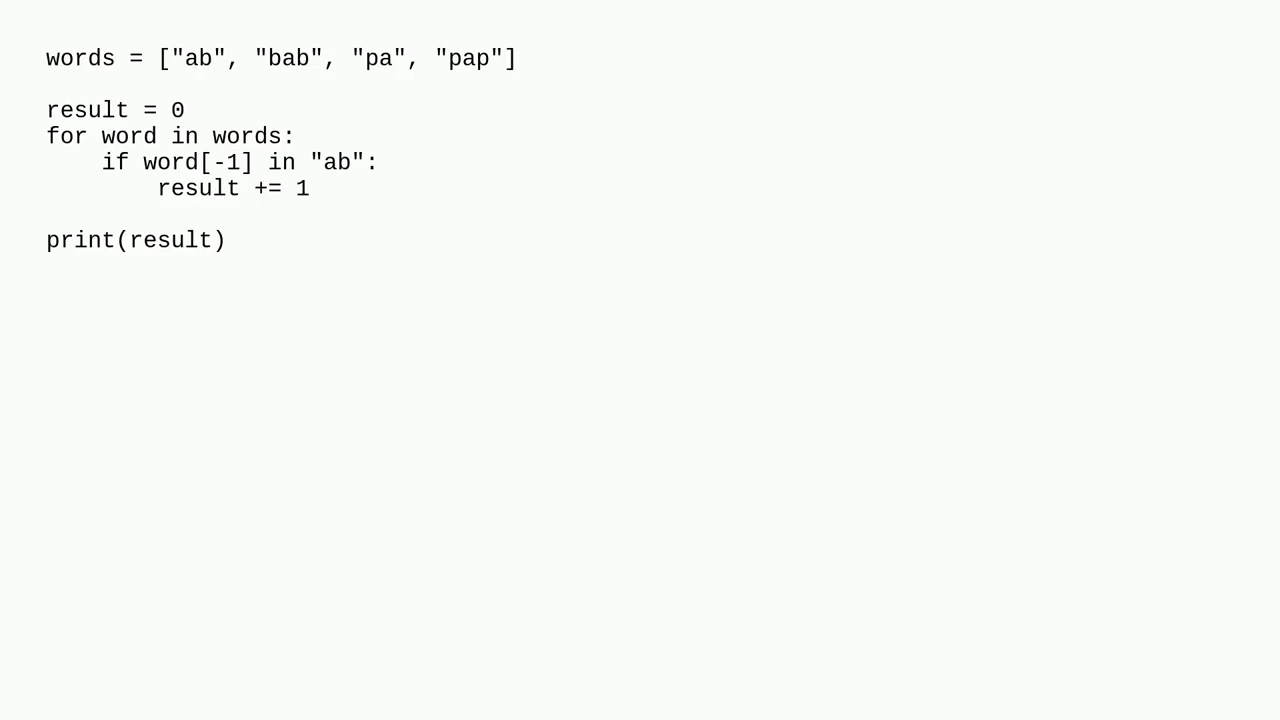 words = ["ab", "bab", "pa", "pap"]

result = 0
for word in words:
    if word[-1] in "ab":
        result += 1

print(result)